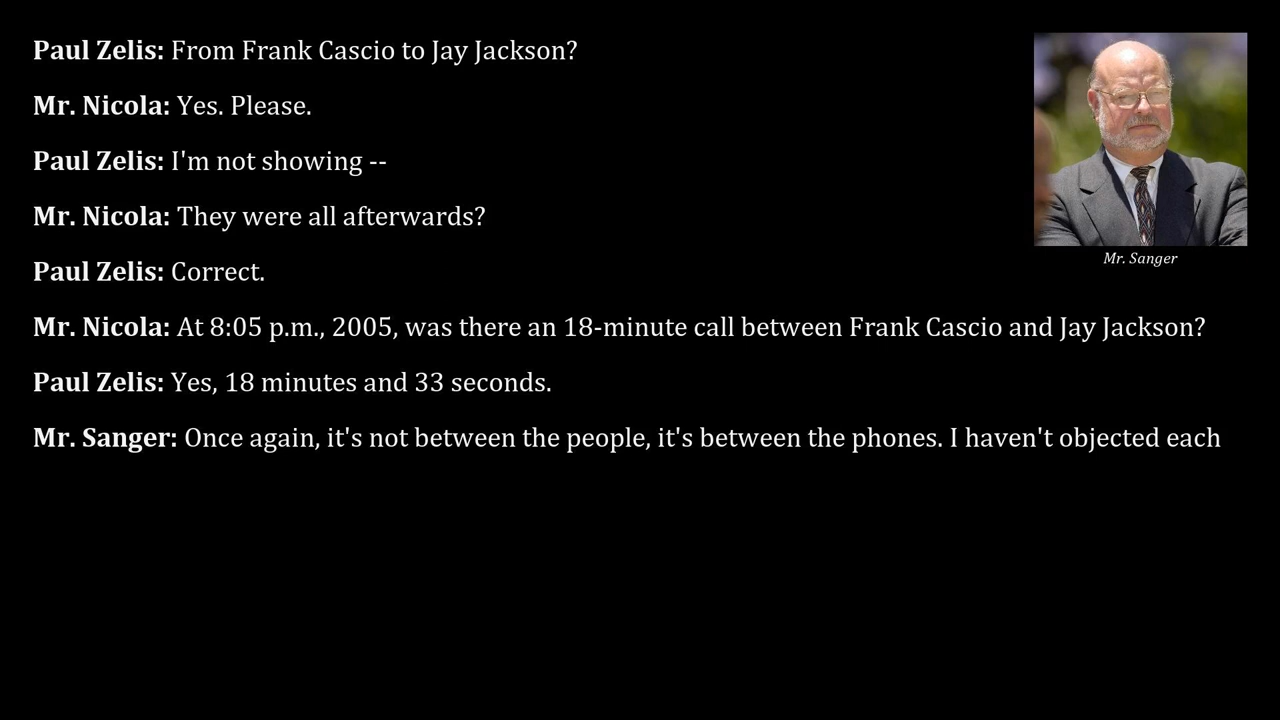 Paul Zelis: From Frank Cascio to Jay Jackson?
Mr. Nicola: Yes. Please.
Paul Zelis: I'm not showing --
Mr. Nicola: They were all afterwards?
Paul Zelis: Correct.
Mr. Sanger
Mr. Nicola: At 8:05 p.m., 2005, was there an 18-minute call between Frank Cascio and Jay Jackson?
Paul Zelis: Yes, 18 minutes and 33 seconds.
Mr. Sanger: Once again, it's not between the people, it's between the phones. I haven't objected each